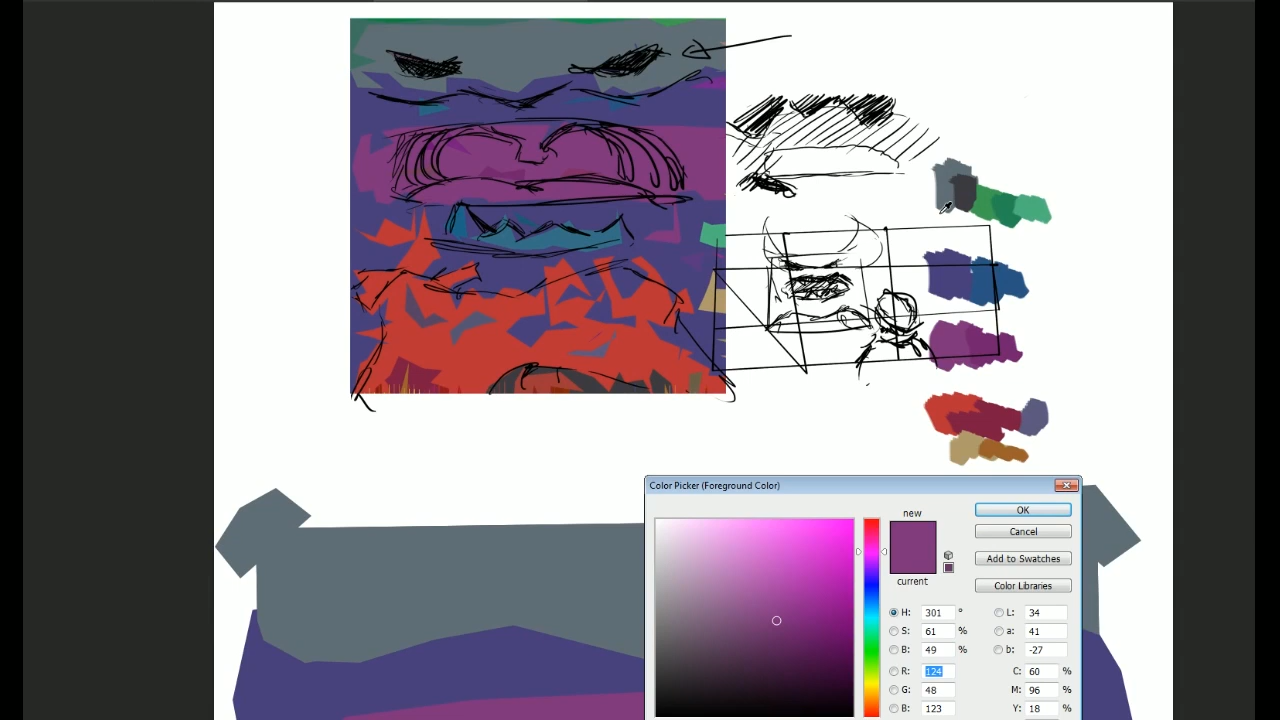 Color Picker (Foreground Color)
new
current
OK
Cancel
Add to Swatches
Color Libraries
H: 301 °
S: 61 %
B: 49 %
R: 124
G: 48
B: 123
L: 34
a: 41
b: -27
C: 60 %
M: 96 %
Y: 18 %